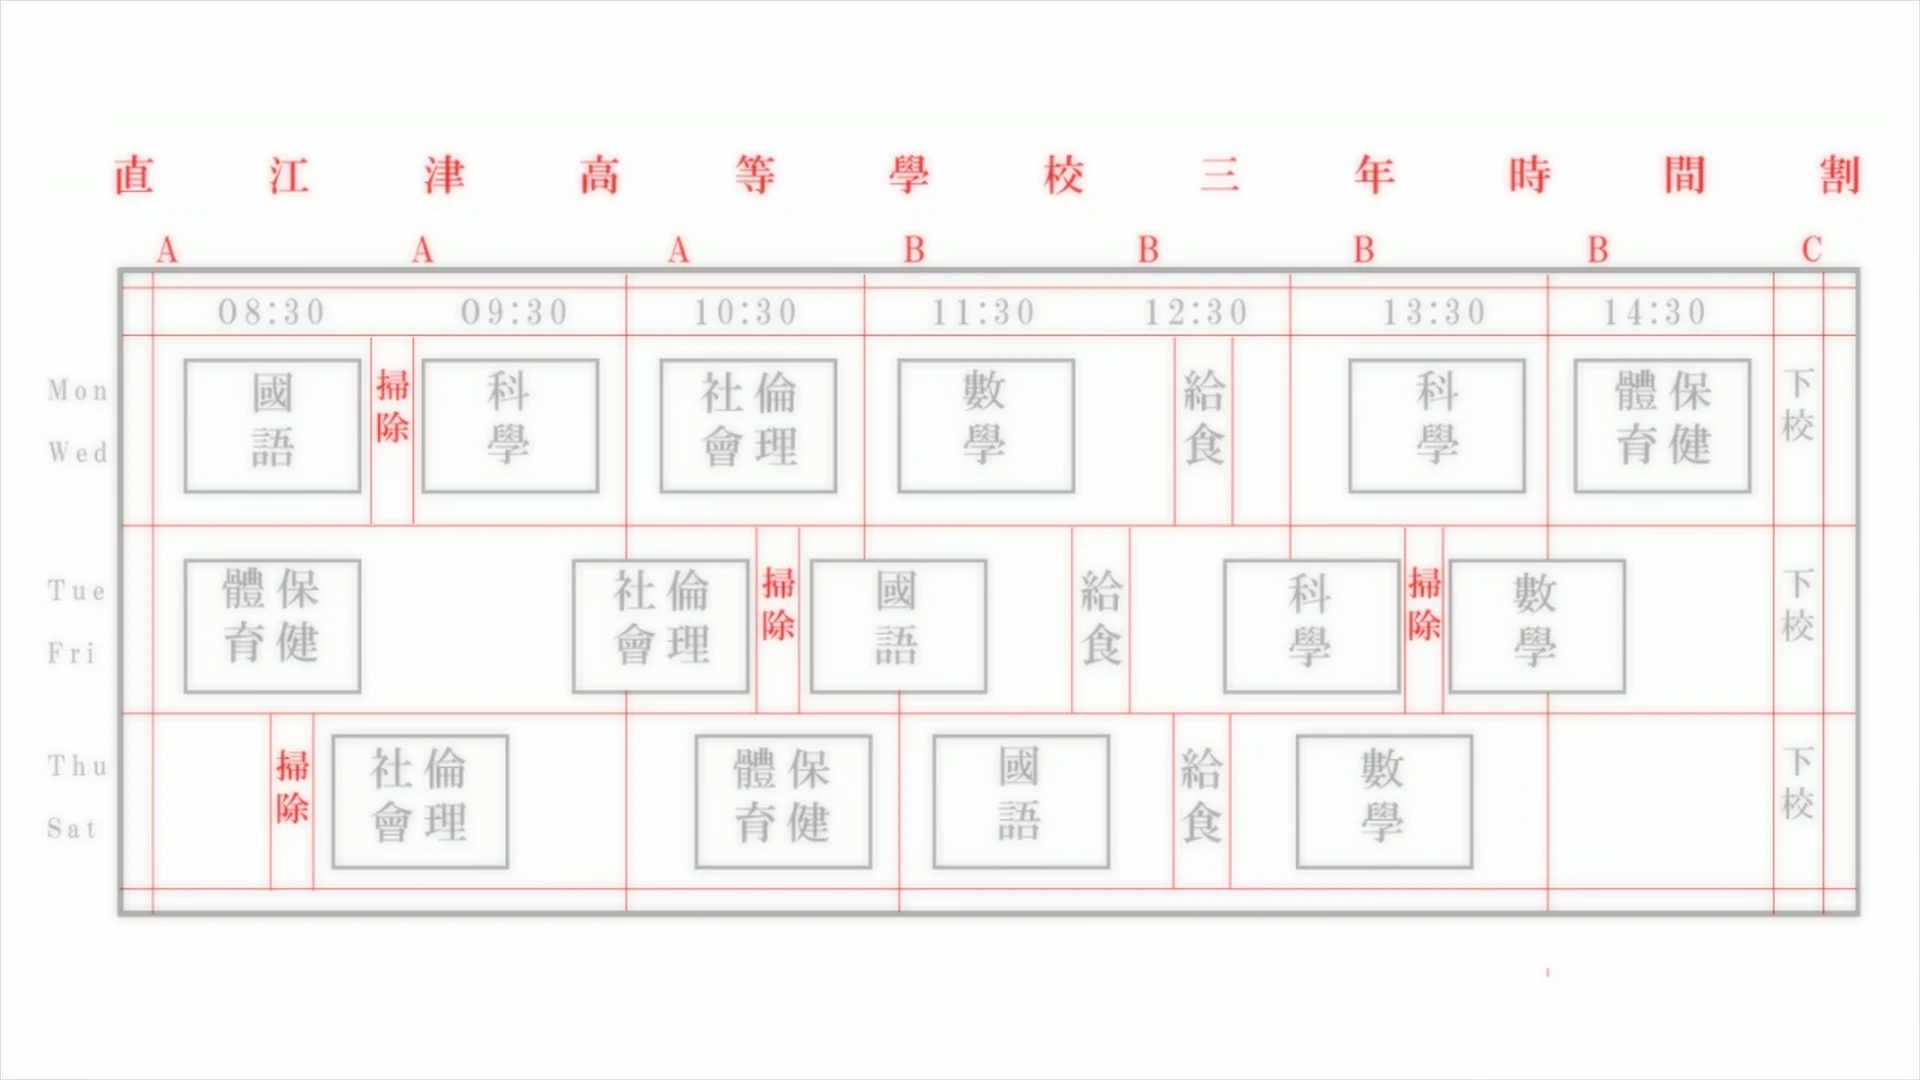 直江津高等學校三年時間割
A A A B B B B C
08:30 09:30 10:30 11:30 12:30 13:30 14:30
Mon
Wed
國語
掃除
科學
社會 倫理
數學
給食
科學
體育 保健
下校
Tue
Fri
體育 保健
社會 倫理
掃除
國語
給食
科學
掃除
數學
下校
Thu
Sat
掃除
社會 倫理
體育 保健
國語
給食
數學
下校